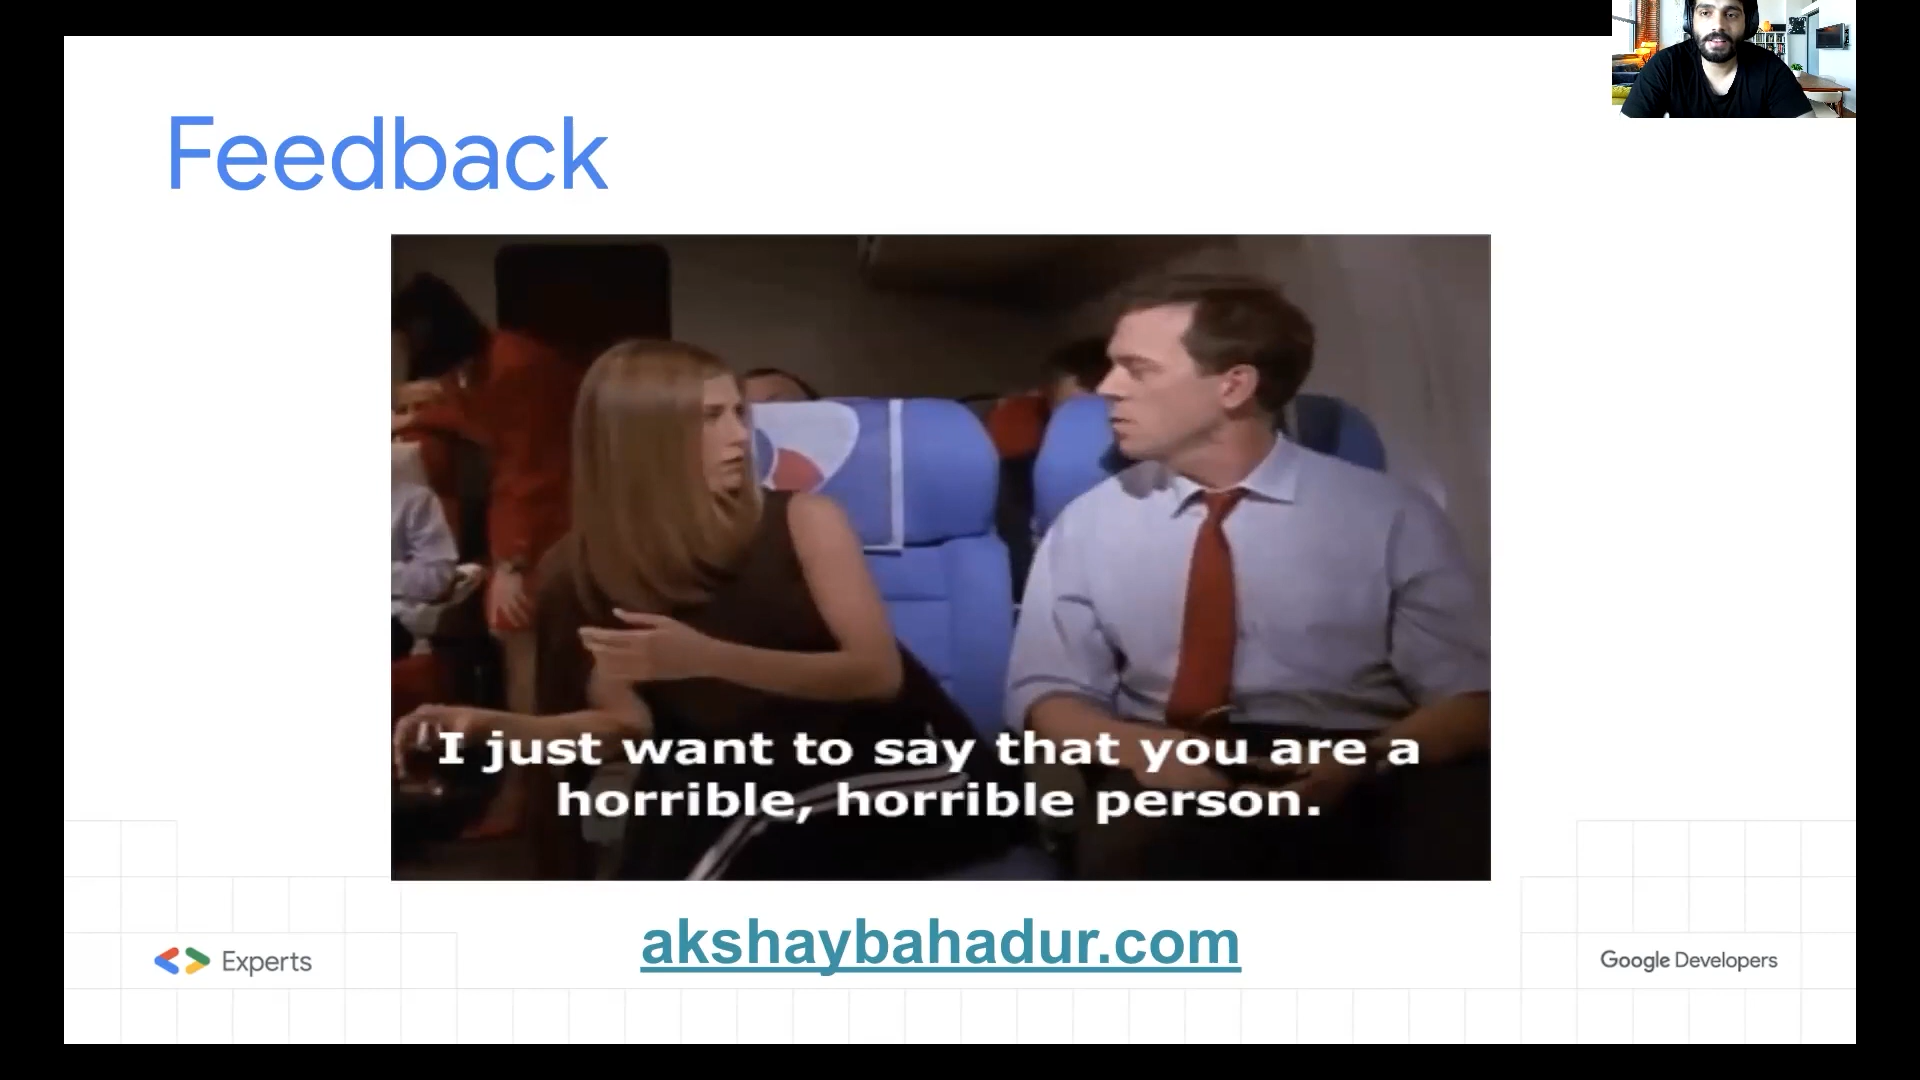 Feedback
I just want to say that you are a
horrible, horrible person.
akshaybahadur.com
Experts
Google Developers